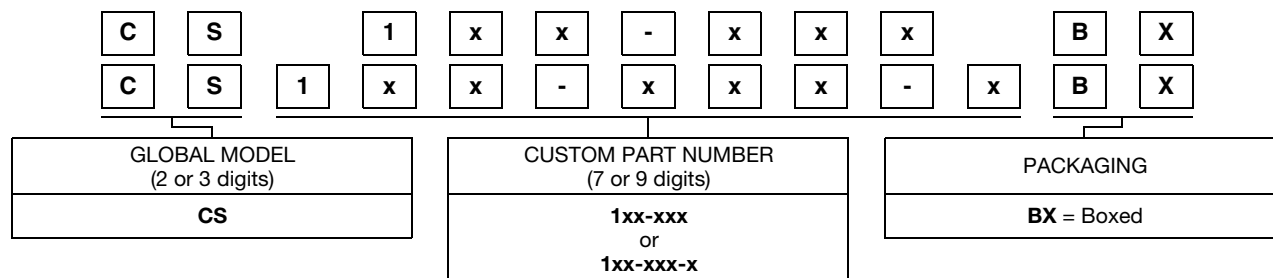 C S 1 x x - x x x B X
C S 1 x x - x x x - x B X
GLOBAL MODEL
(2 or 3 digits)
CS
CUSTOM PART NUMBER
(7 or 9 digits)
1xx-xxx
or
1xx-xxx-x
PACKAGING
BX = Boxed